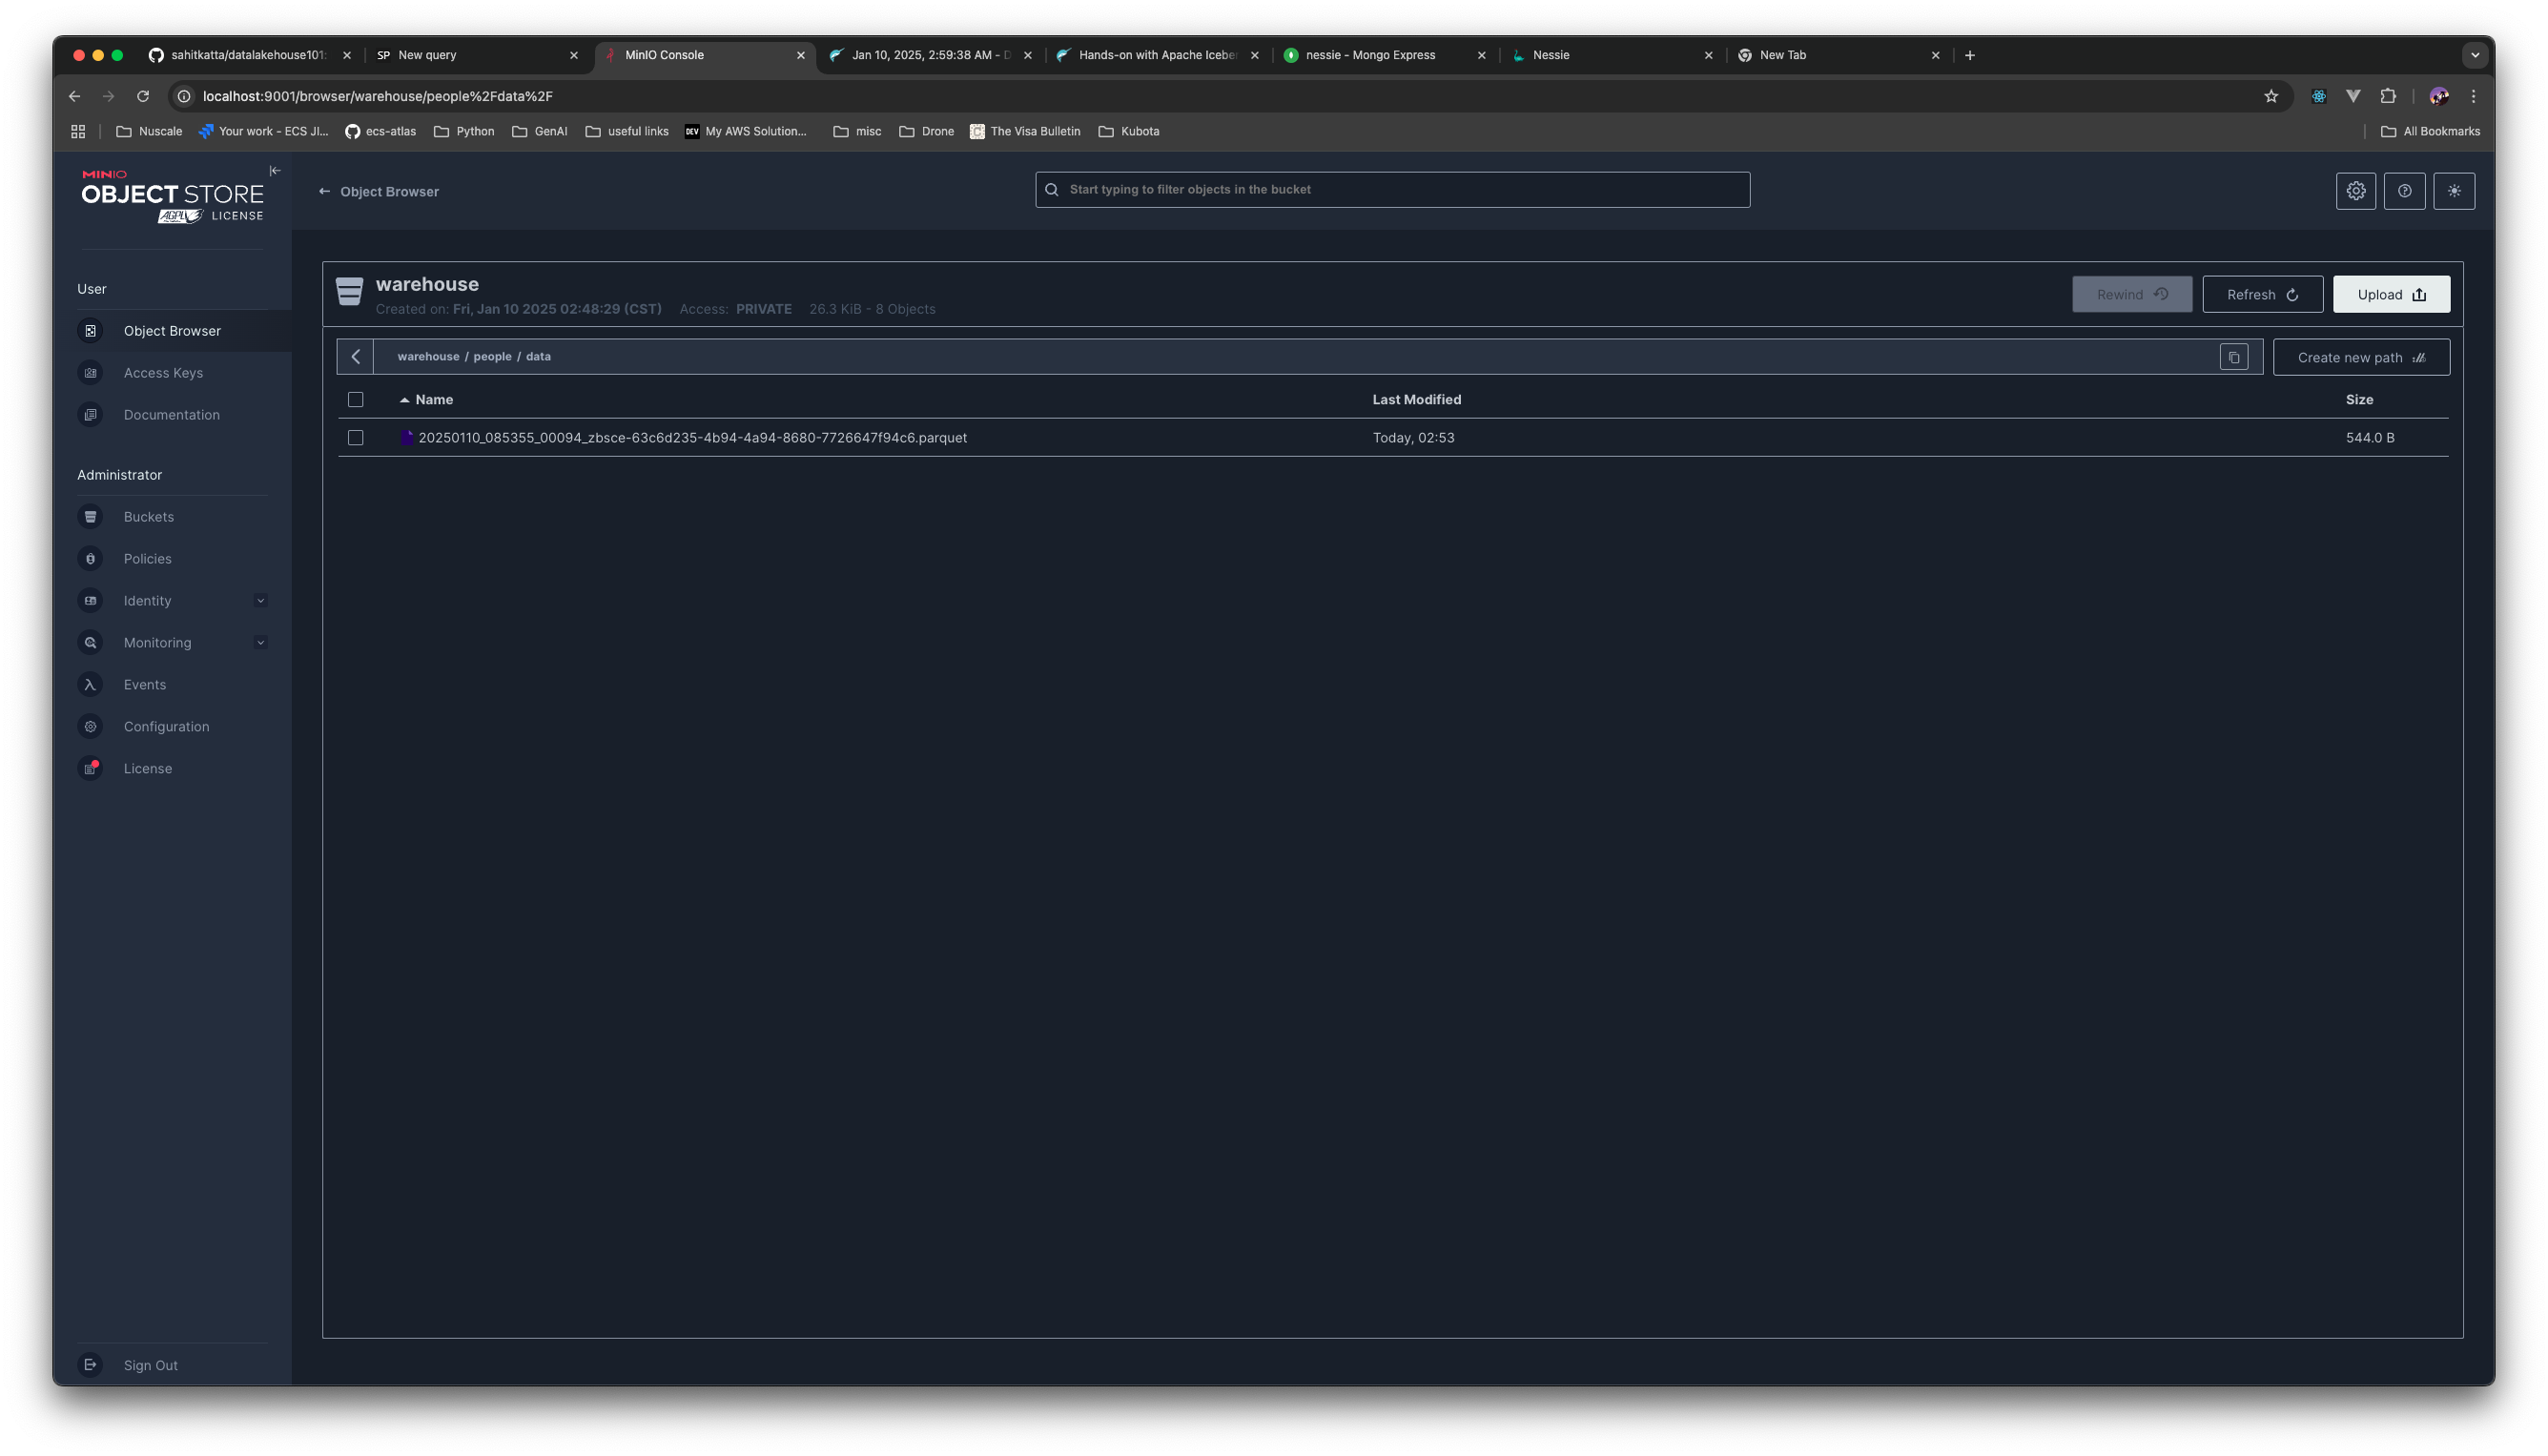 sahitkatta/datalakehouse101:
SP New query
MinIO Console
Jan 10, 2025, 2:59:38 AM - D
Hands-on with Apache Iceber
nessie - Mongo Express
Nessie
New Tab
localhost:9001/browser/warehouse/people%2Fdata%2F
Nuscale
Your work - ECS JI...
ecs-atlas
Python
GenAI
useful links
DEV My AWS Solution...
misc
Drone
The Visa Bulletin
Kubota
All Bookmarks
MINIO
OBJECT STORE
AGPL V3 LICENSE
Object Browser
Start typing to filter objects in the bucket
User
Object Browser
Access Keys
Documentation
Administrator
Buckets
Policies
Identity
Monitoring
Events
Configuration
License
Sign Out
warehouse
Created on: Fri, Jan 10 2025 02:48:29 (CST) Access: PRIVATE 26.3 KiB - 8 Objects
Rewind
Refresh
Upload
warehouse / people / data
Create new path
Name Last Modified Size
20250110_085355_00094_zbsce-63c6d235-4b94-4a94-8680-7726647f94c6.parquet Today, 02:53 544.0 B